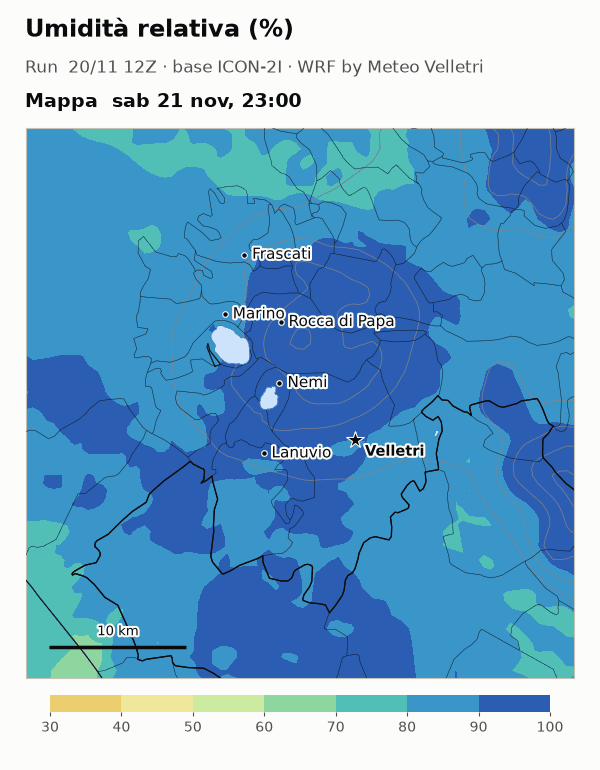 Umidità relativa (%)
Run  20/11 12Z · base ICON-2I · WRF by Meteo Velletri
Mappa  sab 21 nov, 23:00
Frascati
Marino
Rocca di Papa
Nemi
Velletri
Lanuvio
10 km
30 40 50 60 70 80 90 100